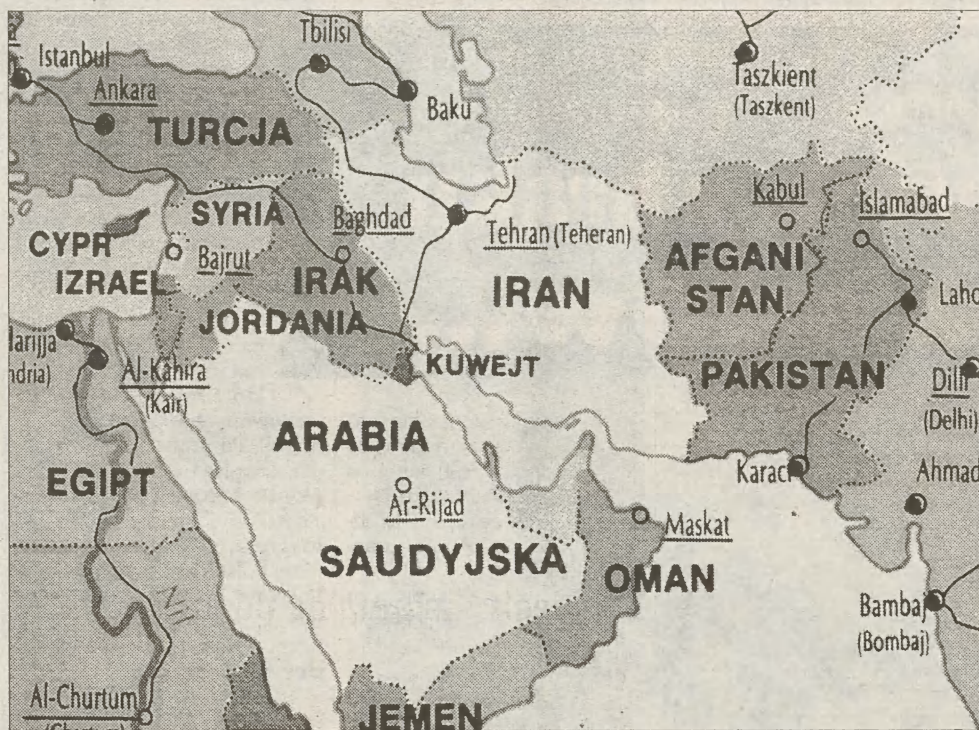 Tbilisi
Istanbul
Taszkient
(Taszkent)
Ankara
Baku
TURCJA
Kabul
Islamabad
SYRIA
Baghdad
Tehran (Teheran)
CYPR
Bajrut
AFGANI
STAN
IZRAEL
IRAK
IRAN
JORDANIA
KUWEJT
PAKISTAN
Al-Kahira
(Kair)
(Delhi)
ARABIA
EGIPT
Karaci
Ar-Rijad
Maskat
SAUDYJSKA
OMAN
Nil
Bambaj
(Bombaj)
Al-Churtum
JEMEN